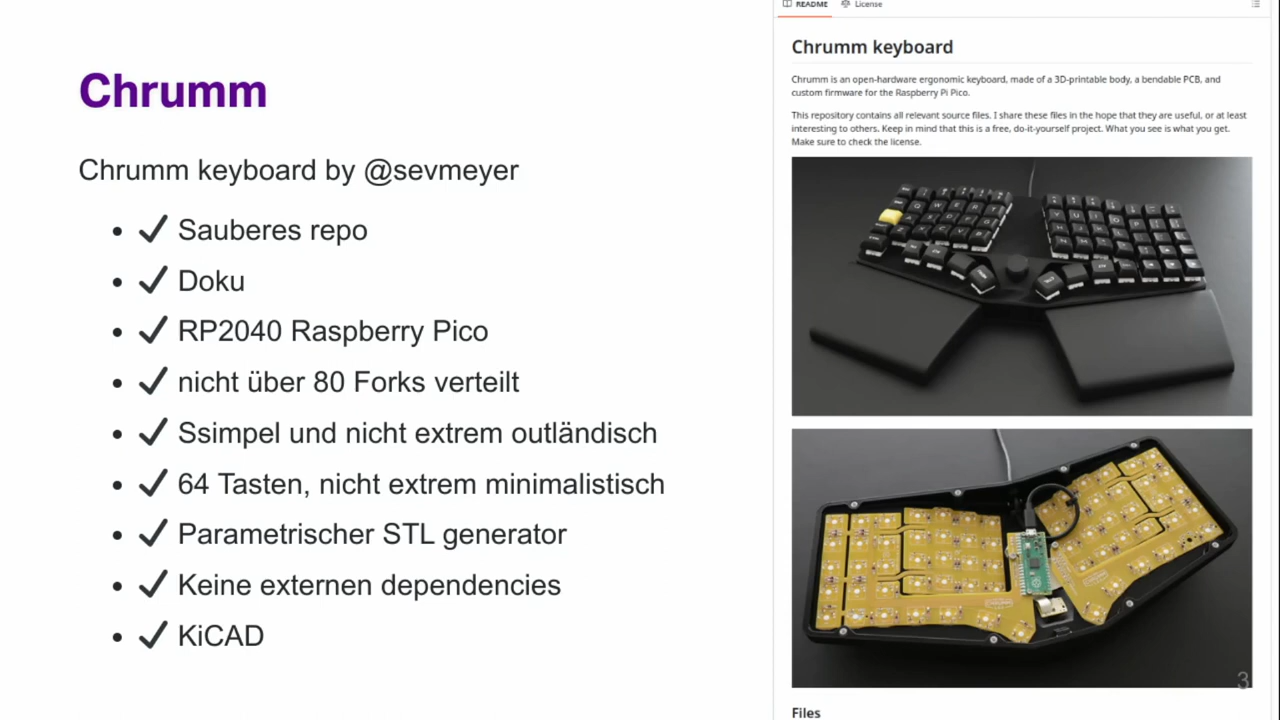 Chrumm
Chrumm keyboard by @sevmeyer
✓ Sauberes repo
✓ Doku
✓ RP2040 Raspberry Pico
✓ nicht über 80 Forks verteilt
✓ Ssimpel und nicht extrem outländisch
✓ 64 Tasten, nicht extrem minimalistisch
✓ Parametrischer STL generator
✓ Keine externen dependencies
✓ KiCAD
README
License
Chrumm keyboard
Chrumm is an open-hardware ergonomic keyboard, made of a 3D-printable body, a bendable PCB, and
custom firmware for the Raspberry Pi Pico.
This repository contains all relevant source files. I share these files in the hope that they are useful, or at least
interesting to others. Keep in mind that this is a free, do-it-yourself project. What you see is what you get.
Make sure to check the license.
Files
3